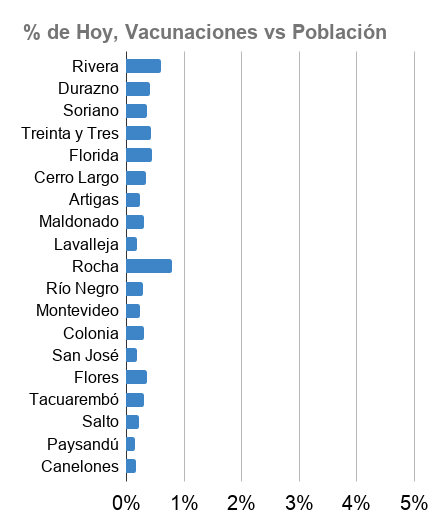 % de Hoy, Vacunaciones vs Población
Rivera
Durazno
Soriano
Treinta y Tres
Florida
Cerro Largo
Artigas
Maldonado
Lavalleja
Rocha
Río Negro
Montevideo
Colonia
San José
Flores
Tacuarembó
Salto
Paysandú
Canelones
0% 1% 2% 3% 4% 5%